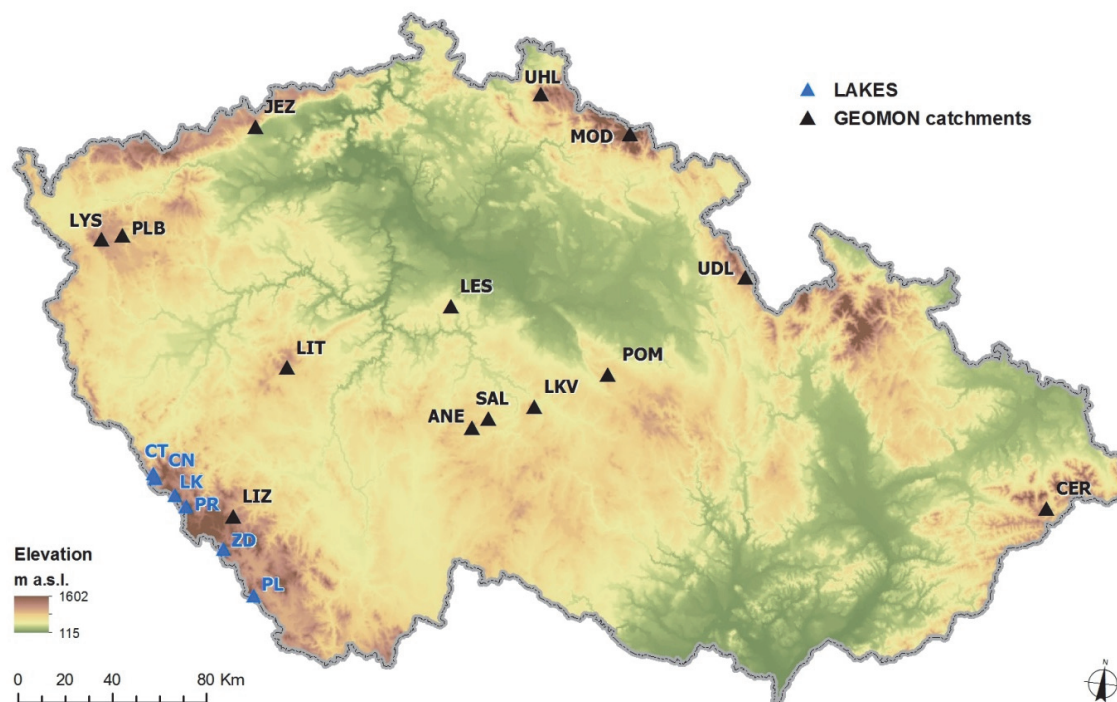 UHL
LAKES
JEZ
GEOMON catchments
MOD
LYS
PLB
UDL
LES
LIT
POM
LKV
SAL
ANE
CT
CN
LK
PR
LIZ
CER
ZD
Elevation
m a.s.l.
PL
1602
115
N
0 20 40 80 Km